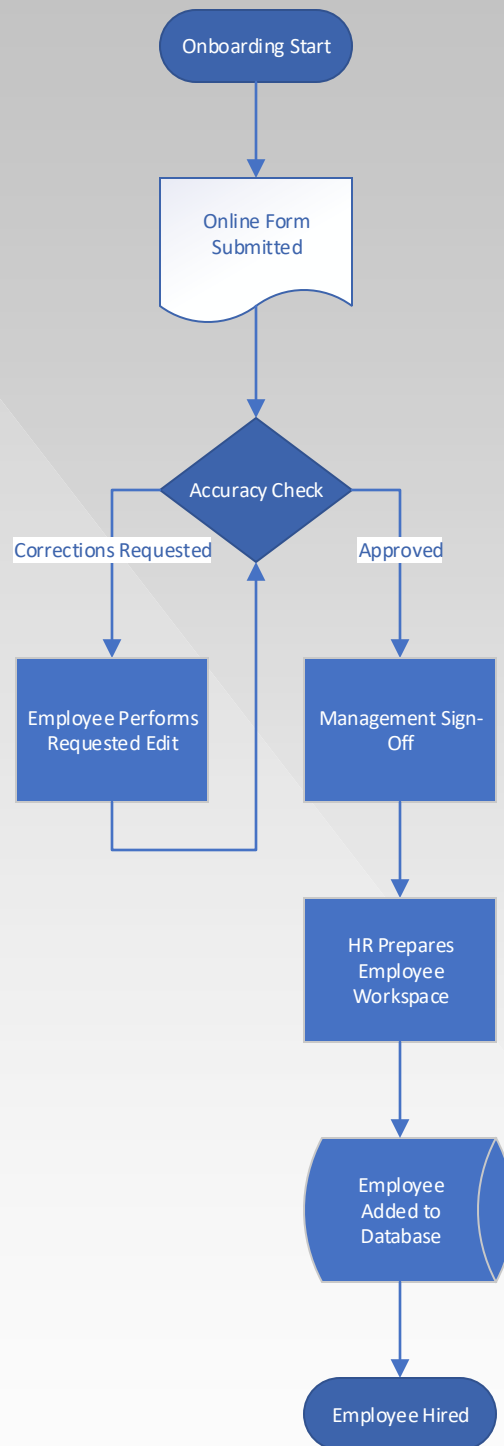 Onboarding Start
Online Form
Submitted
Accuracy Check
Corrections Requested
Approved
Employee Performs
Requested Edit
Management Sign-
Off
HR Prepares
Employee
Workspace
Employee
Added to
Database
Employee Hired